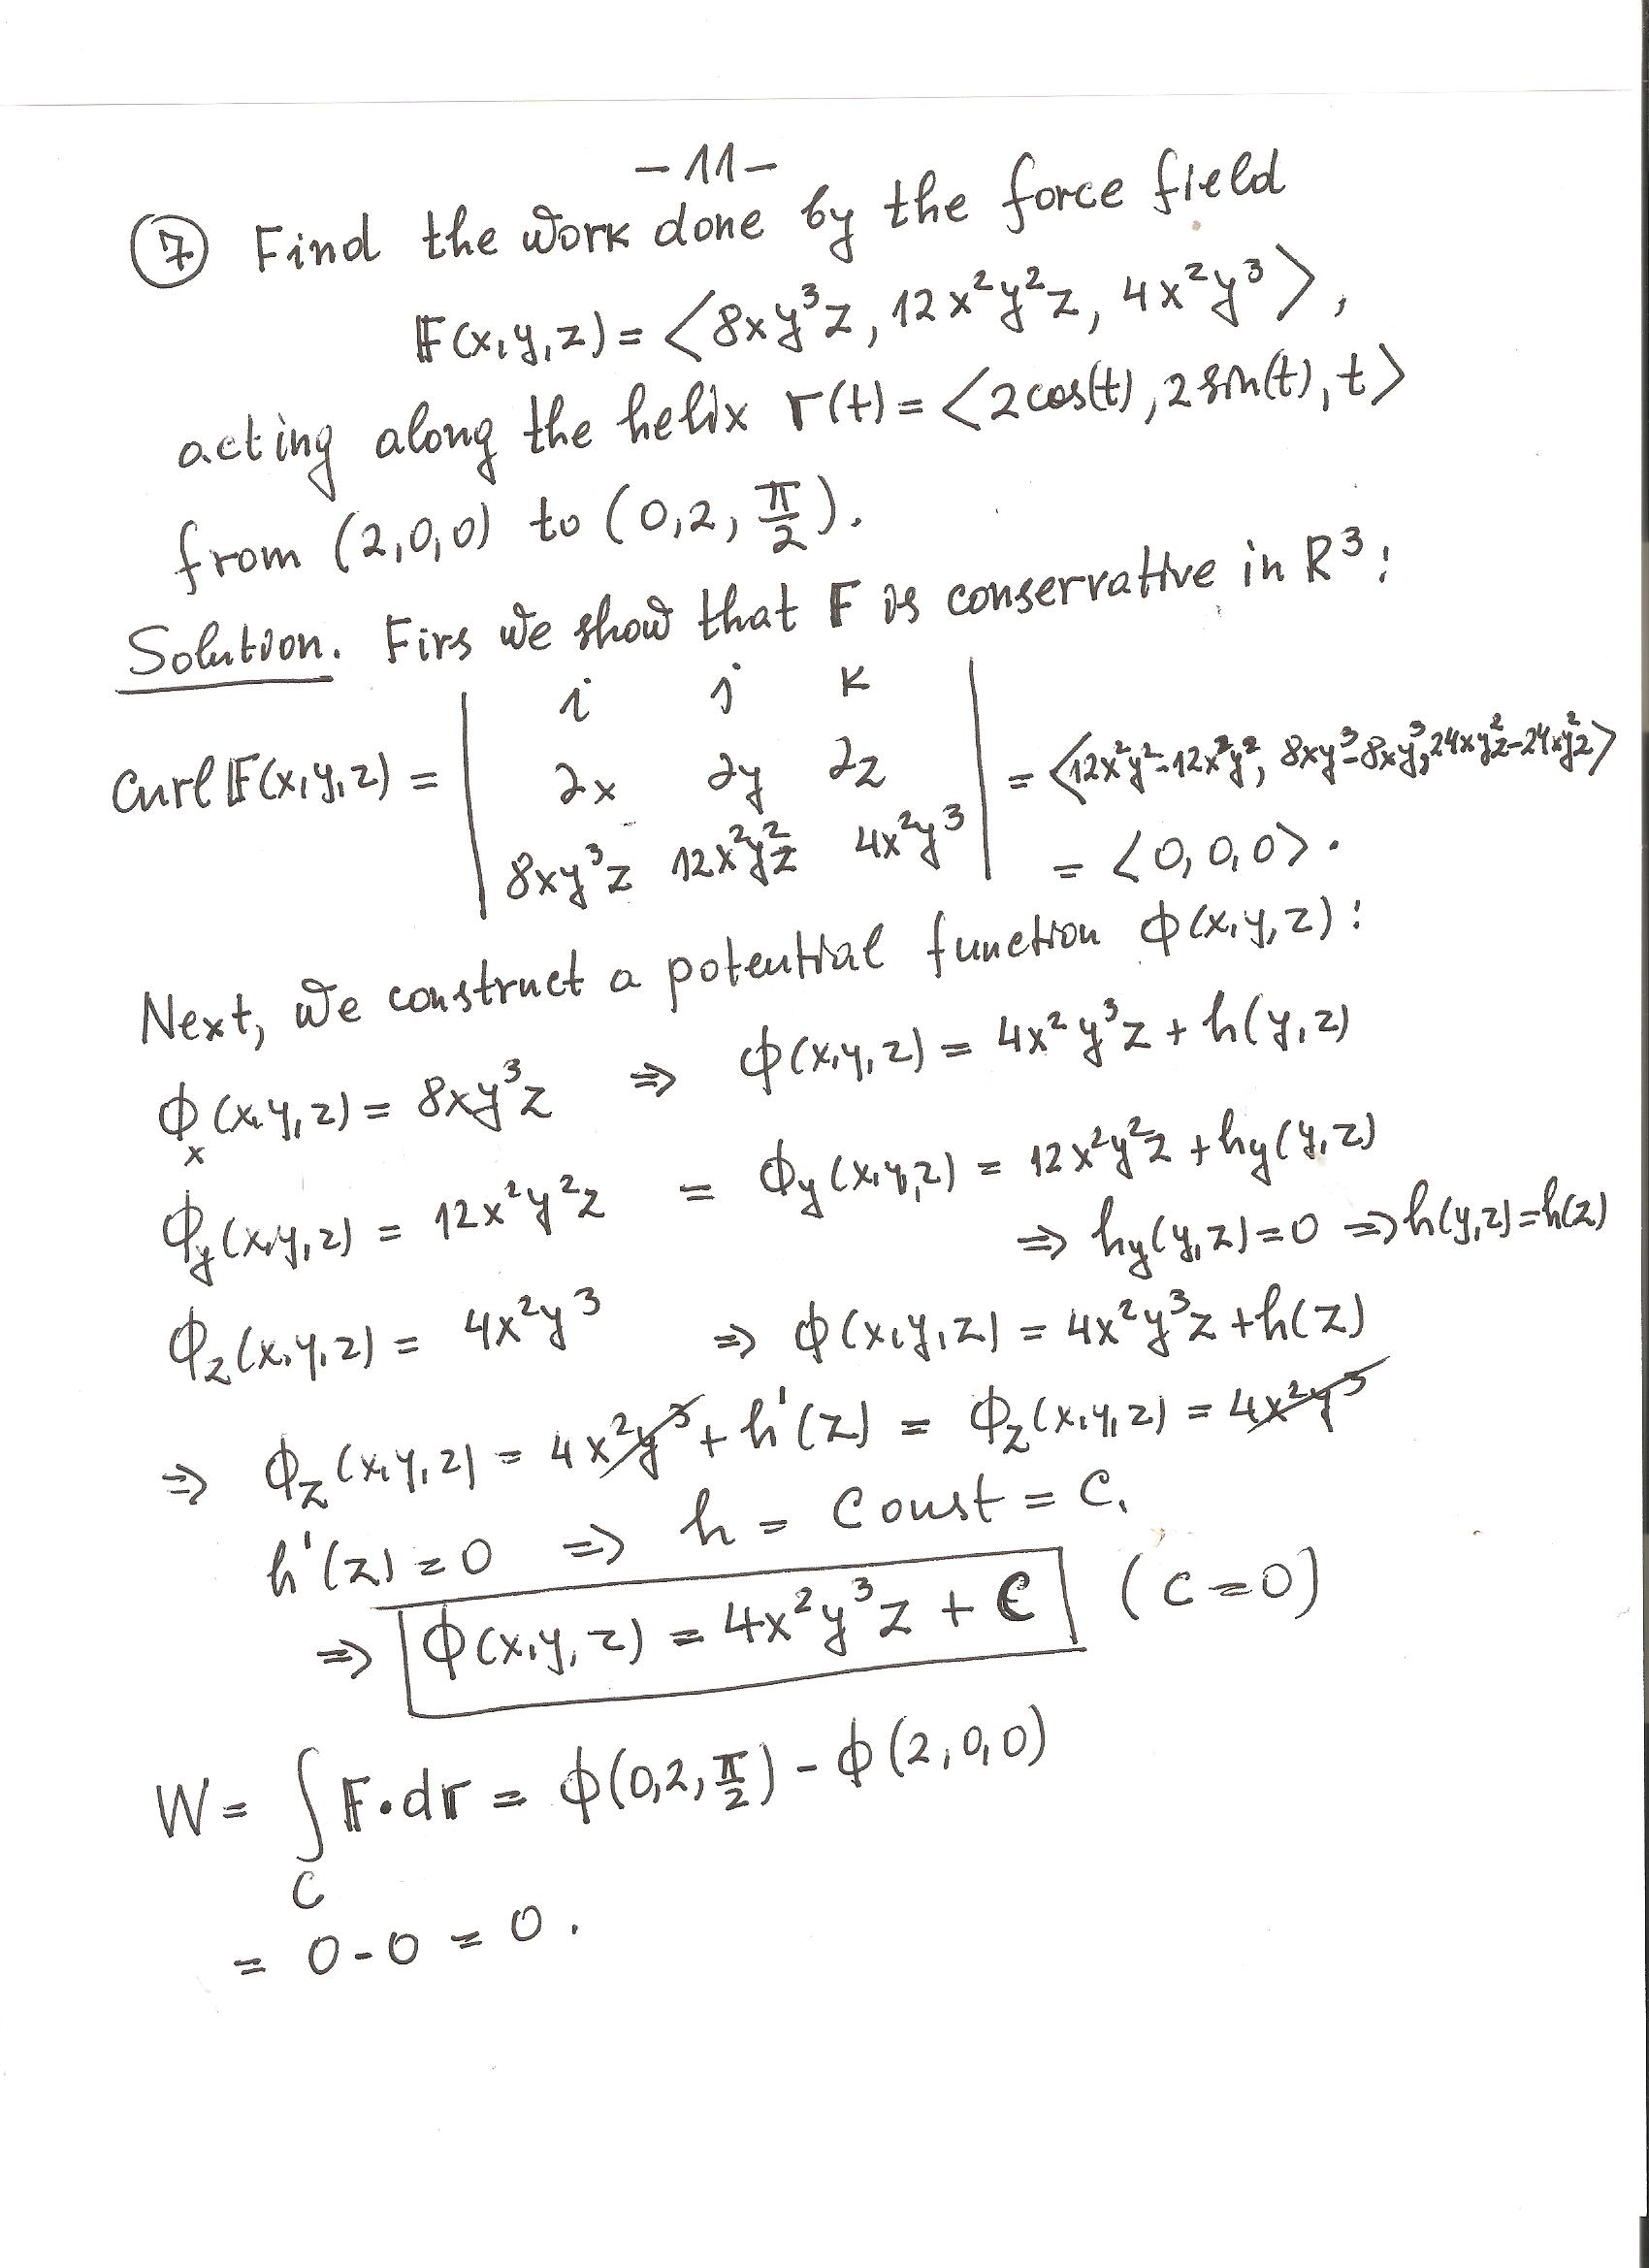 -11-
⑦ Find the work done by the force field
F(x,y,z) = <8xy³z, 12x²y²z, 4x²y³>,
acting along the helix r(t) = <2cos(t), 2sin(t), t>
from (2,0,0) to (0,2, π/2).
Solution. Firs we show that F is conservative in R³:
i j k
curl F(x,y,z) = | ∂x ∂y ∂z | = <12x²y²-12x²y², 8xy³-8xy³, 24xy²z-24xy²z>
8xy³z 12x²y²z 4x²y³ = <0,0,0>.
Next, we construct a potential function ϕ(x,y,z):
ϕx(x,y,z) = 8xy³z ⇒ ϕ(x,y,z) = 4x²y³z + h(y,z)
ϕy(x,y,z) = 12x²y²z = ϕy(x,y,z) = 12x²y²z + hy(y,z)
⇒ hy(y,z)=0 ⇒ h(y,z)=h(z)
ϕz(x,y,z) = 4x²y³ ⇒ ϕ(x,y,z) = 4x²y³z + h(z)
⇒ ϕz(x,y,z) = 4x²y³ + h'(z) = ϕz(x,y,z) = 4x²y³
h'(z) = 0 ⇒ h = Const = C.
⇒ ϕ(x,y,z) = 4x²y³z + C (C=0)
W = ∫C F·dr = ϕ(0,2,π/2) - ϕ(2,0,0)
= 0-0 = 0.